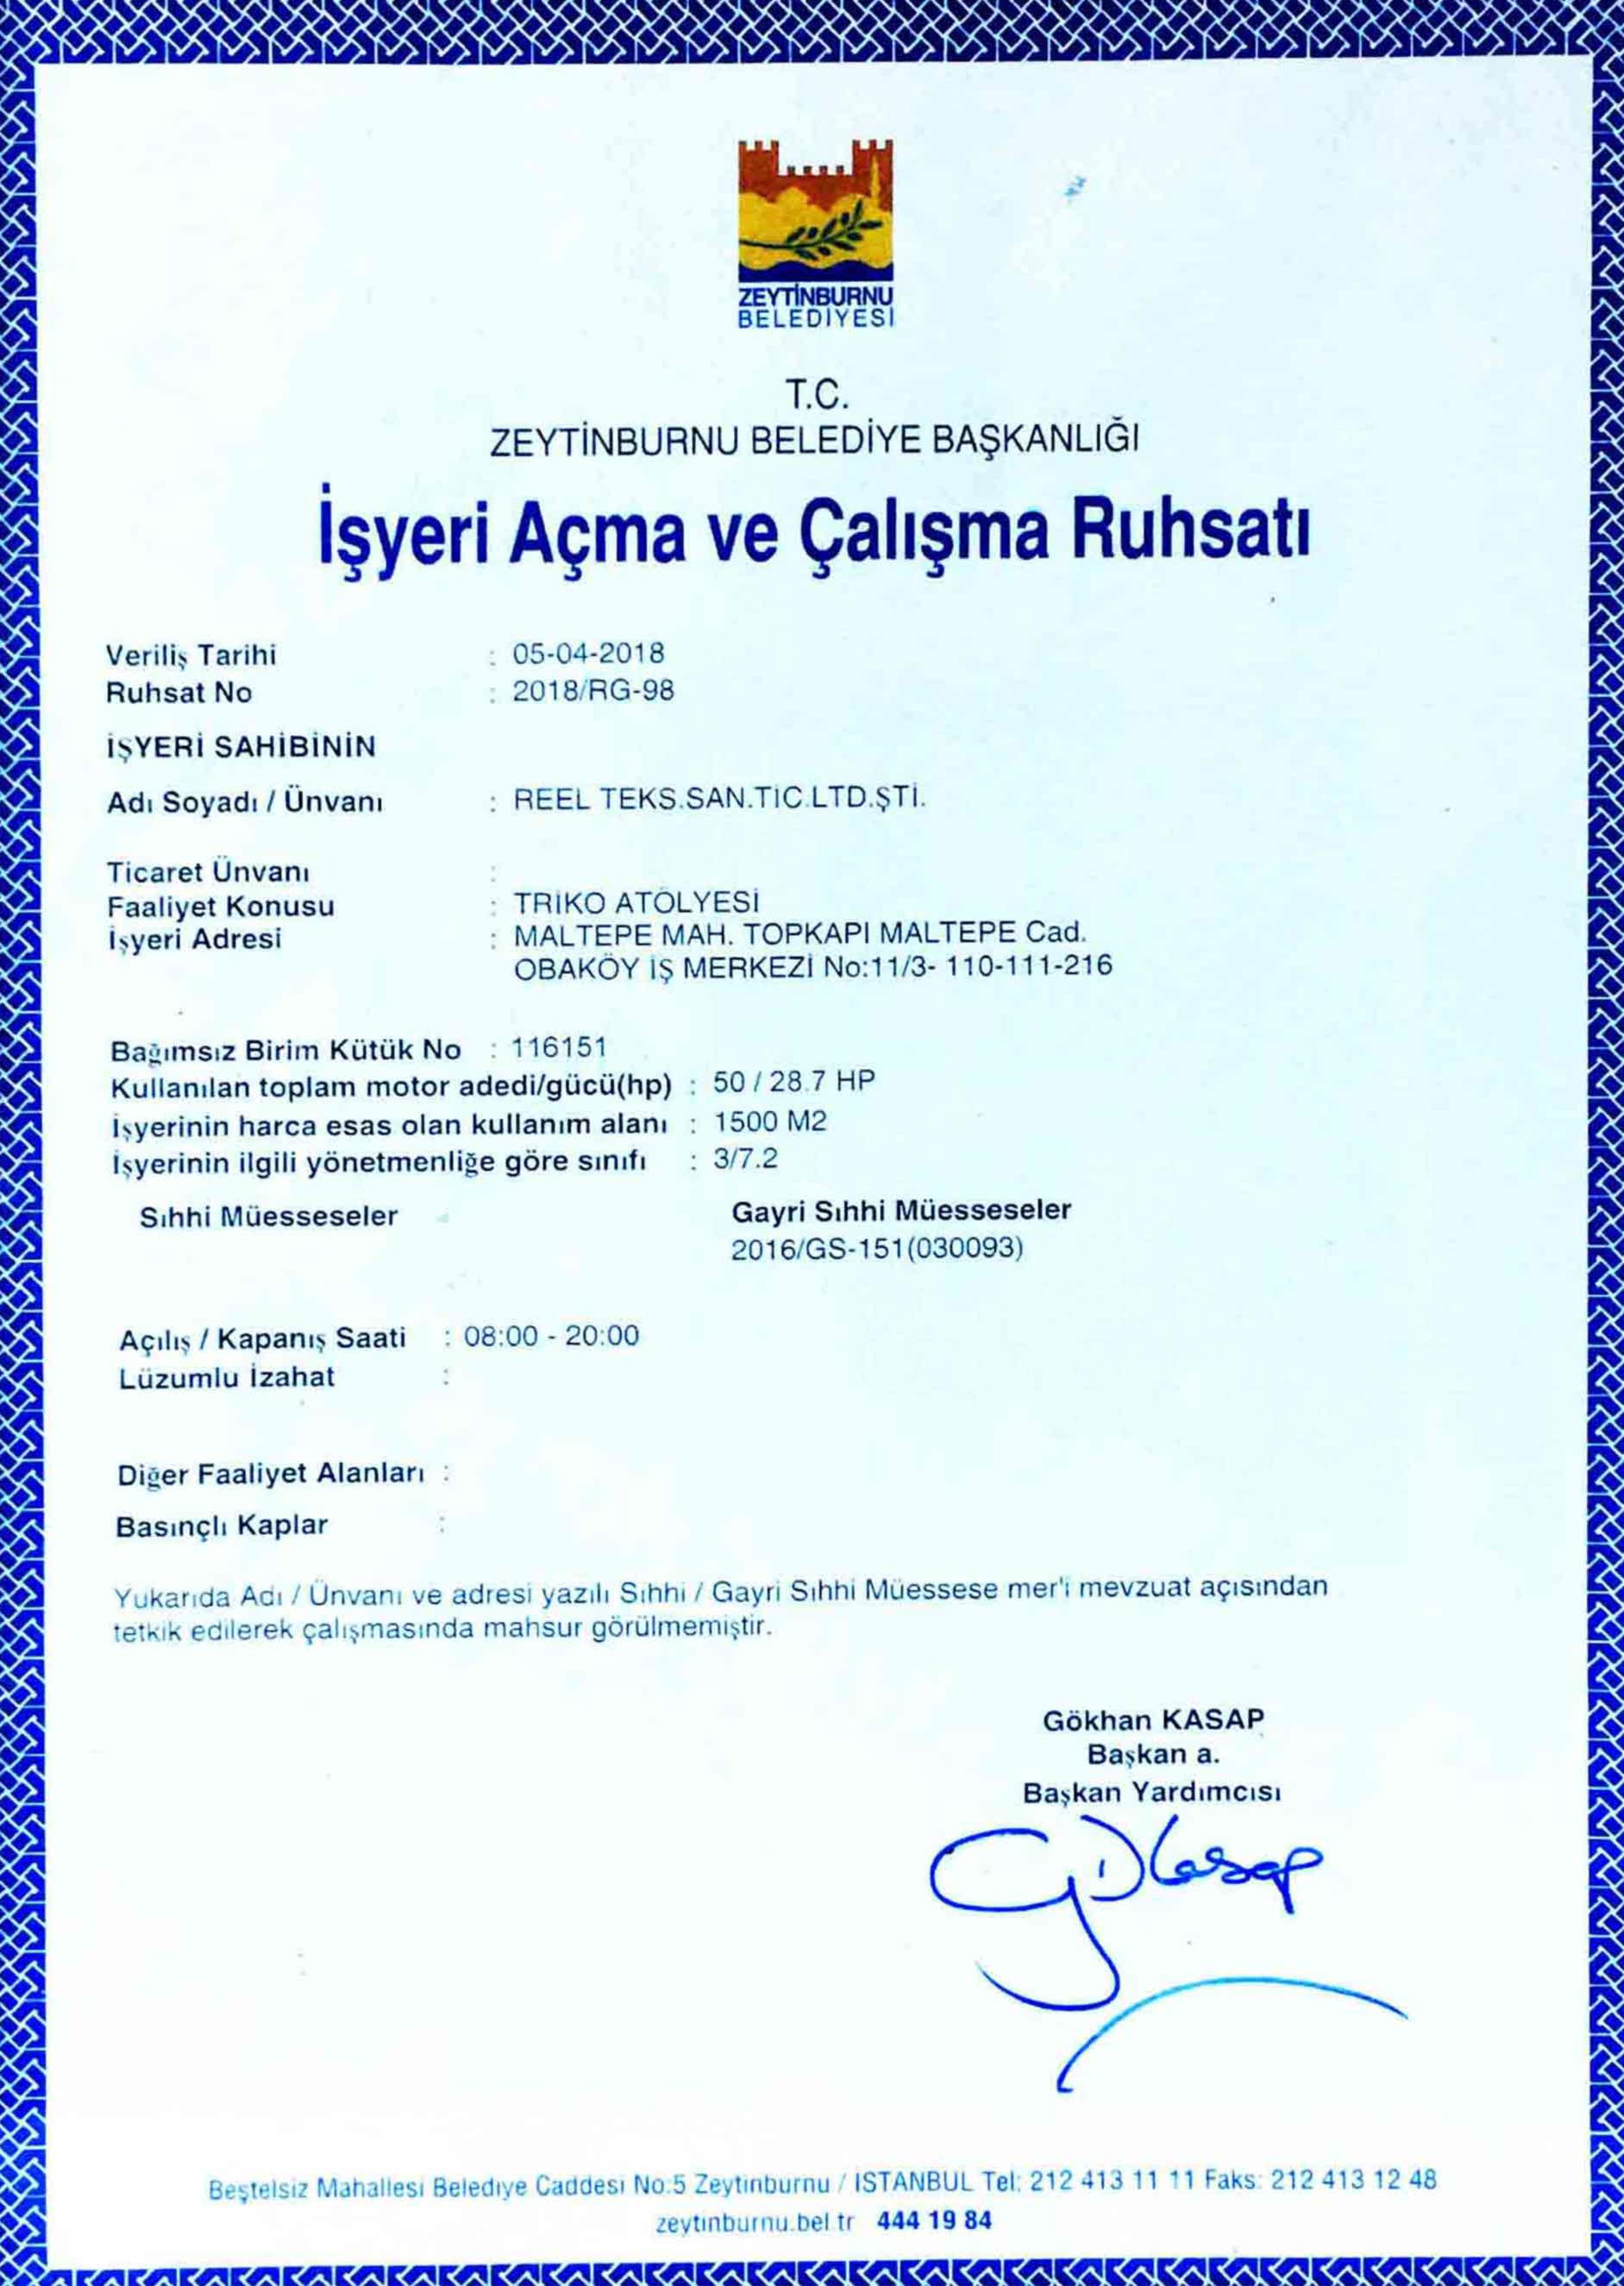 ZEYTİNBURNU
BELEDİYESİ
T.C.
ZEYTİNBURNU BELEDİYE BAŞKANLIĞI
İşyeri Açma ve Çalışma Ruhsatı
Veriliş Tarihi : 05-04-2018
Ruhsat No : 2018/RG-98
İŞYERİ SAHİBİNİN
Adı Soyadı / Ünvanı : REEL TEKS.SAN.TİC.LTD.ŞTİ.
Ticaret Ünvanı :
Faaliyet Konusu : TRİKO ATÖLYESİ
İşyeri Adresi : MALTEPE MAH. TOPKAPI MALTEPE Cad.
OBAKÖY İŞ MERKEZİ No:11/3- 110-111-216
Bağımsız Birim Kütük No : 116151
Kullanılan toplam motor adedi/gücü(hp) : 50 / 28.7 HP
İşyerinin harca esas olan kullanım alanı : 1500 M2
İşyerinin ilgili yönetmenliğe göre sınıfı : 3/7.2
Sıhhi Müesseseler Gayri Sıhhi Müesseseler
2016/GS-151(030093)
Açılış / Kapanış Saati : 08:00 - 20:00
Lüzumlu İzahat :
Diğer Faaliyet Alanları :
Basınçlı Kaplar :
Yukarıda Adı / Ünvanı ve adresi yazılı Sıhhi / Gayri Sıhhi Müessese mer'i mevzuat açısından
tetkik edilerek çalışmasında mahsur görülmemiştir.
Gökhan KASAP
Başkan a.
Başkan Yardımcısı
Beştelsiz Mahallesi Belediye Caddesi No:5 Zeytinburnu / İSTANBUL Tel: 212 413 11 11 Faks: 212 413 12 48
zeytinburnu.bel.tr 444 19 84